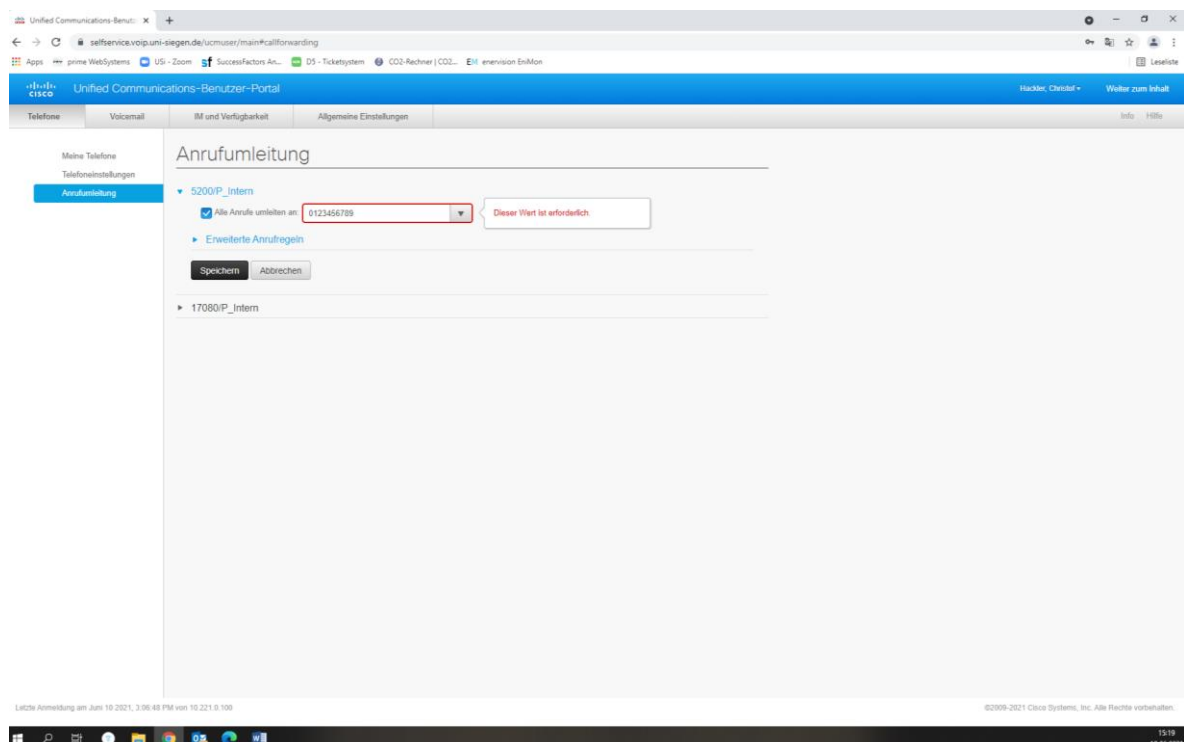 Unified Communications-Benut
selfservice.voip.uni-siegen.de/ucmuser/main#callforwarding
Apps prime WebSystems USi - Zoom SuccessFactors An... D5 - Ticketsystem CO2-Rechner | CO2... EM enervision EniMon Leseliste
cisco Unified Communications-Benutzer-Portal Hackler, Christof Weiter zum Inhalt
Telefone Voicemail IM und Verfügbarkeit Allgemeine Einstellungen Info Hilfe
Meine Telefone
Telefoneinstellungen
Anrufumleitung
Anrufumleitung
5200/P_Intern
Alle Anrufe umleiten an: 0123456789 Dieser Wert ist erforderlich.
Erweiterte Anrufregeln
Speichern Abbrechen
17080/P_Intern
Letzte Anmeldung am Juni 10 2021, 3:06:48 PM von 10.221.0.100 ©2009-2021 Cisco Systems, Inc. Alle Rechte vorbehalten.
15:19